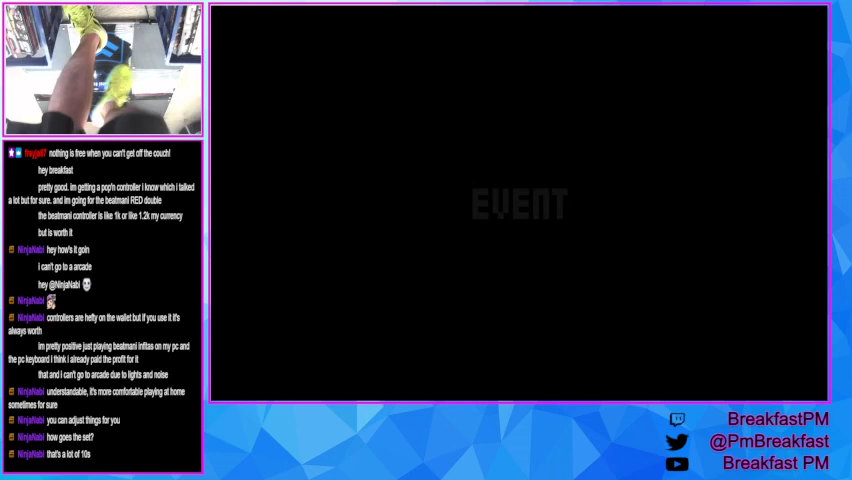 freyja87 nothing is free when you can't get off the couch!
hey breakfast
pretty good. im getting a pop'n controller i know which i talked
a lot but for sure. and im going for the beatmani RED double
the beatmani controller is like 1k or like 1.2k my currency
but is worth it
NinjaNabi hey how's it goin
i can't go to a arcade
hey @NinjaNabi
NinjaNabi
NinjaNabi controllers are hefty on the wallet but if you use it it's
always worth
im pretty positive just playing beatmani infitas on my pc and
the pc keyboard I think i already paid the profit for it
that and i can't go to arcade due to lights and noise
NinjaNabi understandable, it's more comfortable playing at home
sometimes for sure
NinjaNabi you can adjust things for you
NinjaNabi how goes the set?
NinjaNabi that's a lot of 10s
EVENT
BreakfastPM
@PmBreakfast
Breakfast PM